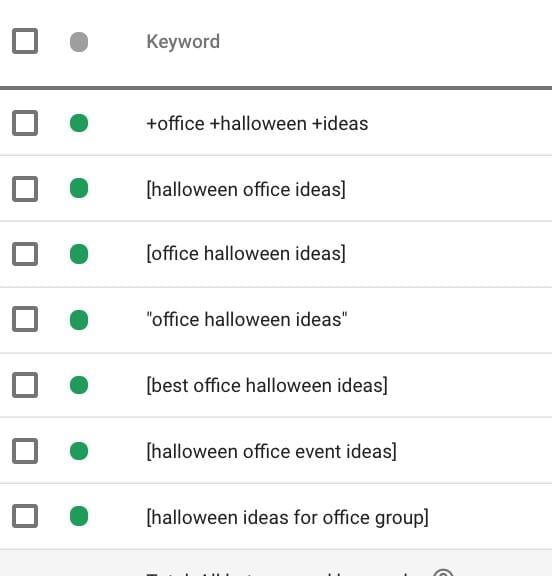 Keyword
+office +halloween +ideas
[halloween office ideas]
[office halloween ideas]
"office halloween ideas"
[best office halloween ideas]
[halloween office event ideas]
[halloween ideas for office group]